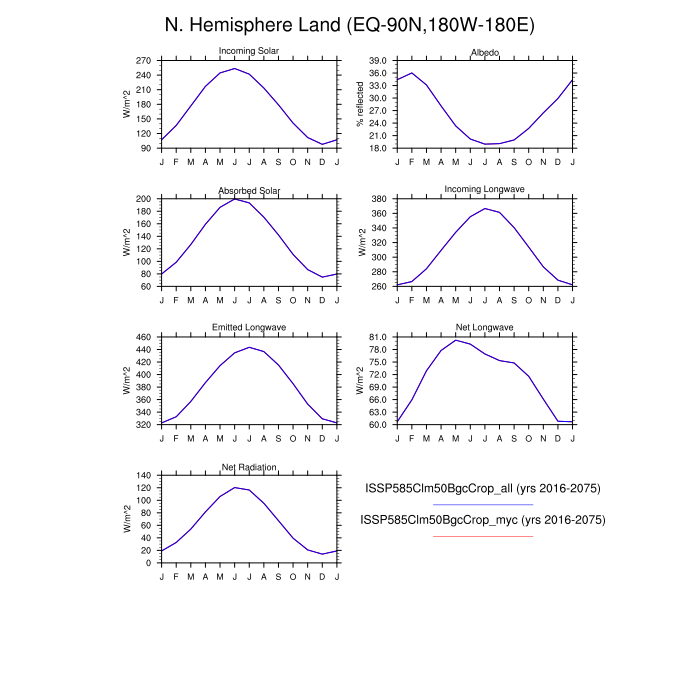 N. Hemisphere Land (EQ-90N,180W-180E)
Incoming Solar
W/m^2
270
240
210
180
150
120
90
J F M A M J J A S O N D J
Albedo
% reflected
39.0
36.0
33.0
30.0
27.0
24.0
21.0
18.0
J F M A M J J A S O N D J
Absorbed Solar
W/m^2
200
180
160
140
120
100
80
60
J F M A M J J A S O N D J
Incoming Longwave
W/m^2
380
360
340
320
300
280
260
J F M A M J J A S O N D J
Emitted Longwave
W/m^2
460
440
420
400
380
360
340
320
J F M A M J J A S O N D J
Net Longwave
W/m^2
81.0
78.0
75.0
72.0
69.0
66.0
63.0
60.0
J F M A M J J A S O N D J
Net Radiation
W/m^2
140
120
100
80
60
40
20
0
J F M A M J J A S O N D J
ISSP585Clm50BgcCrop_all (yrs 2016-2075)
ISSP585Clm50BgcCrop_myc (yrs 2016-2075)